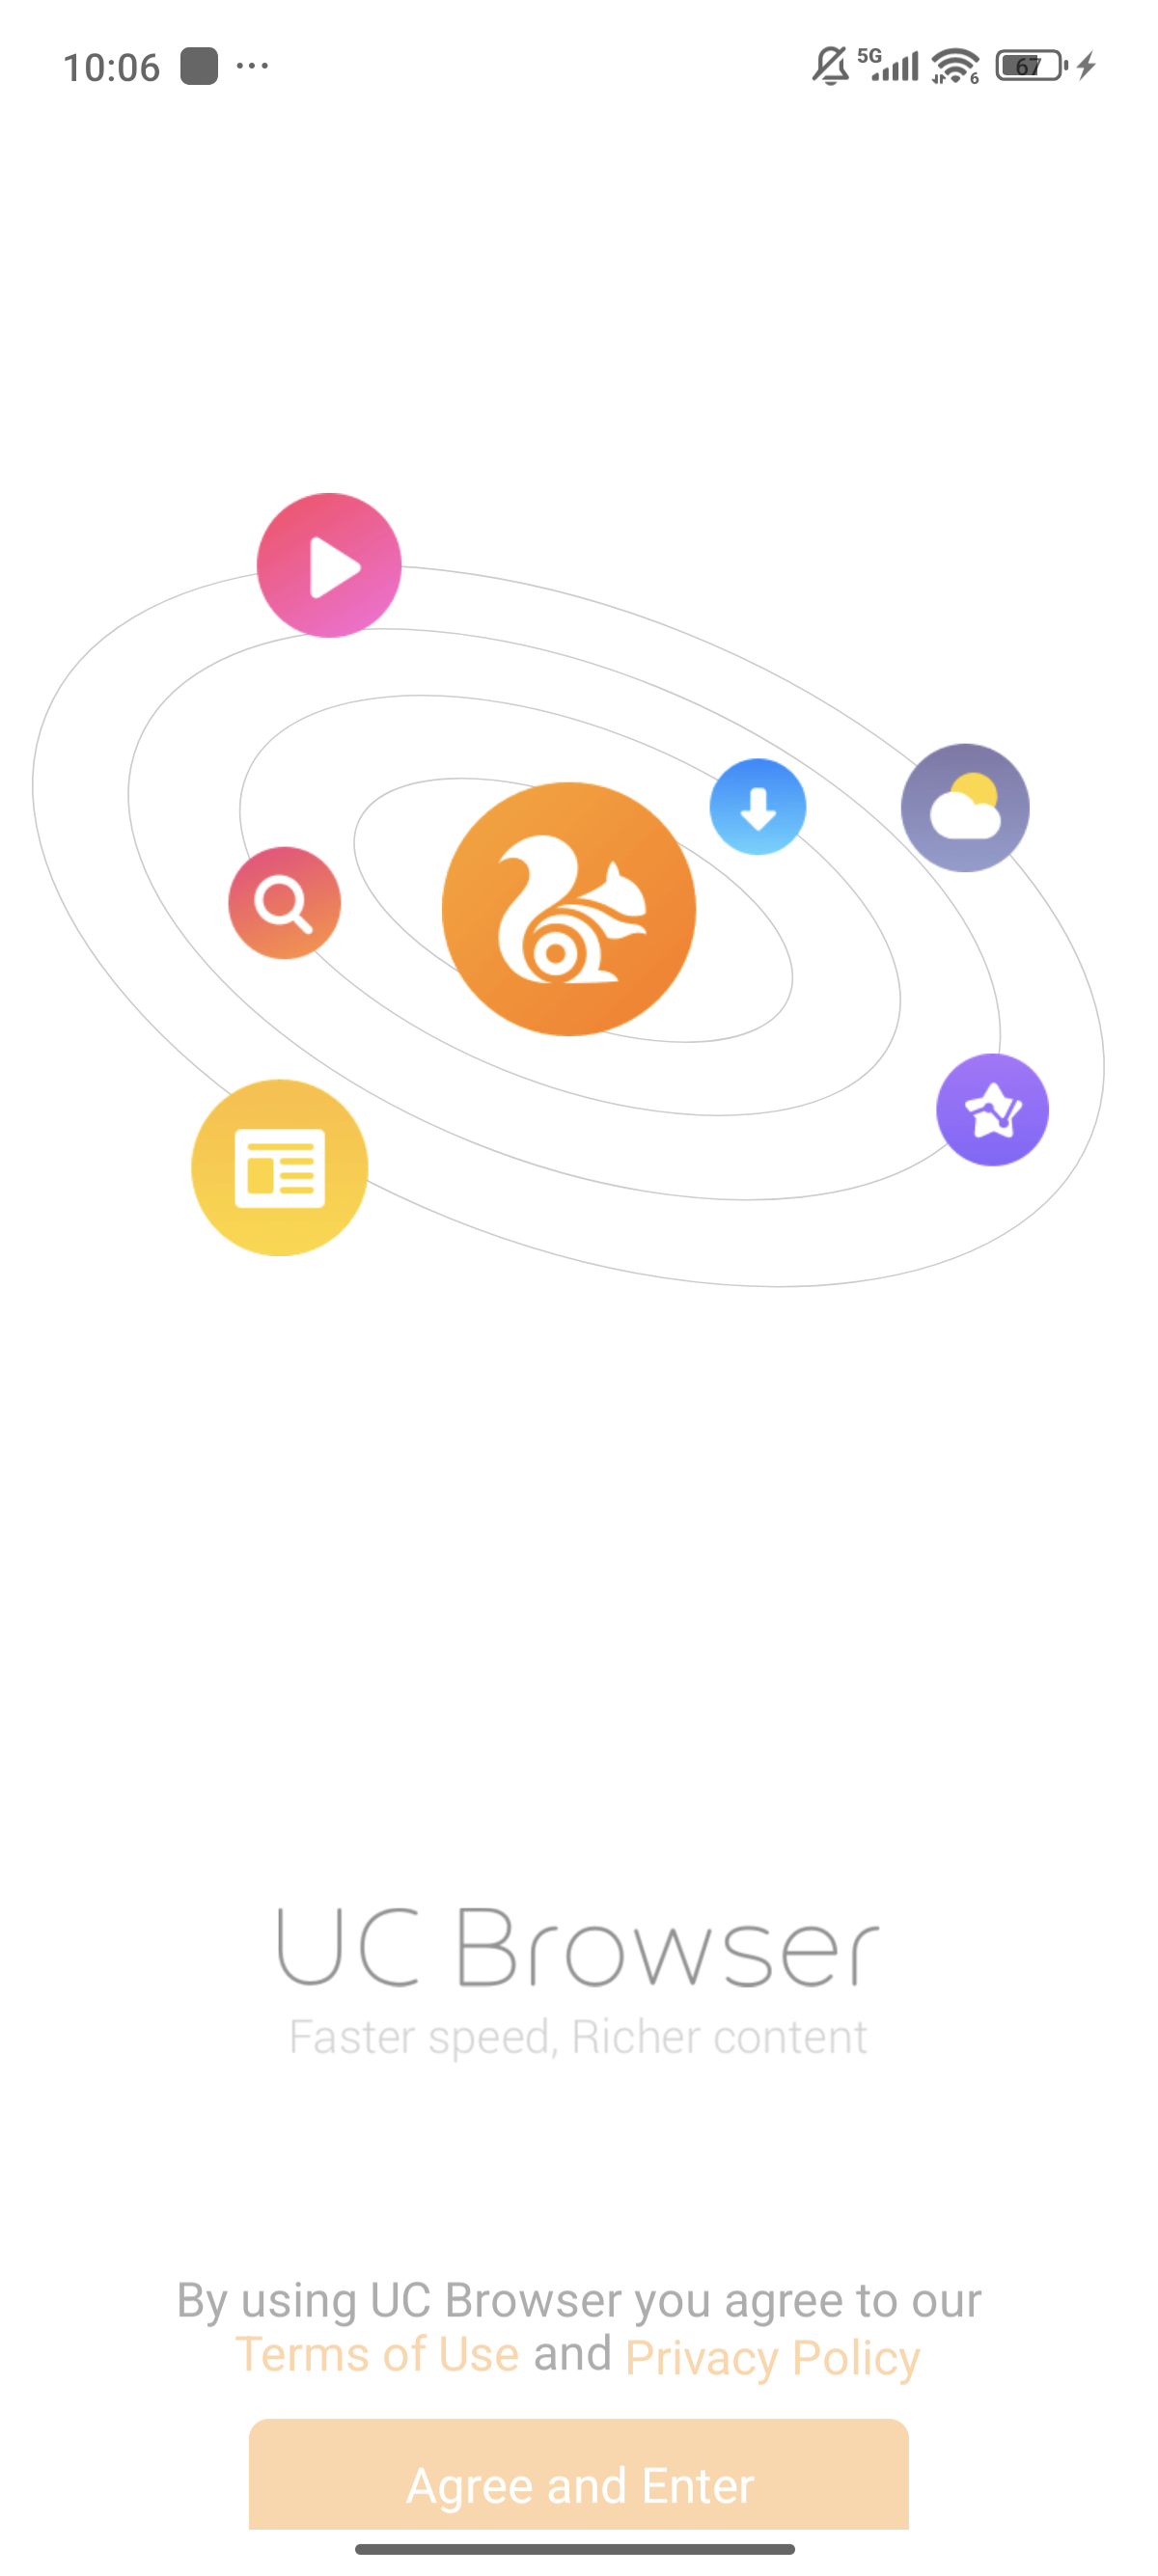 10:06
5G
6
67
UC Browser
Faster speed, Richer content
By using UC Browser you agree to our
Terms of Use and Privacy Policy
Agree and Enter